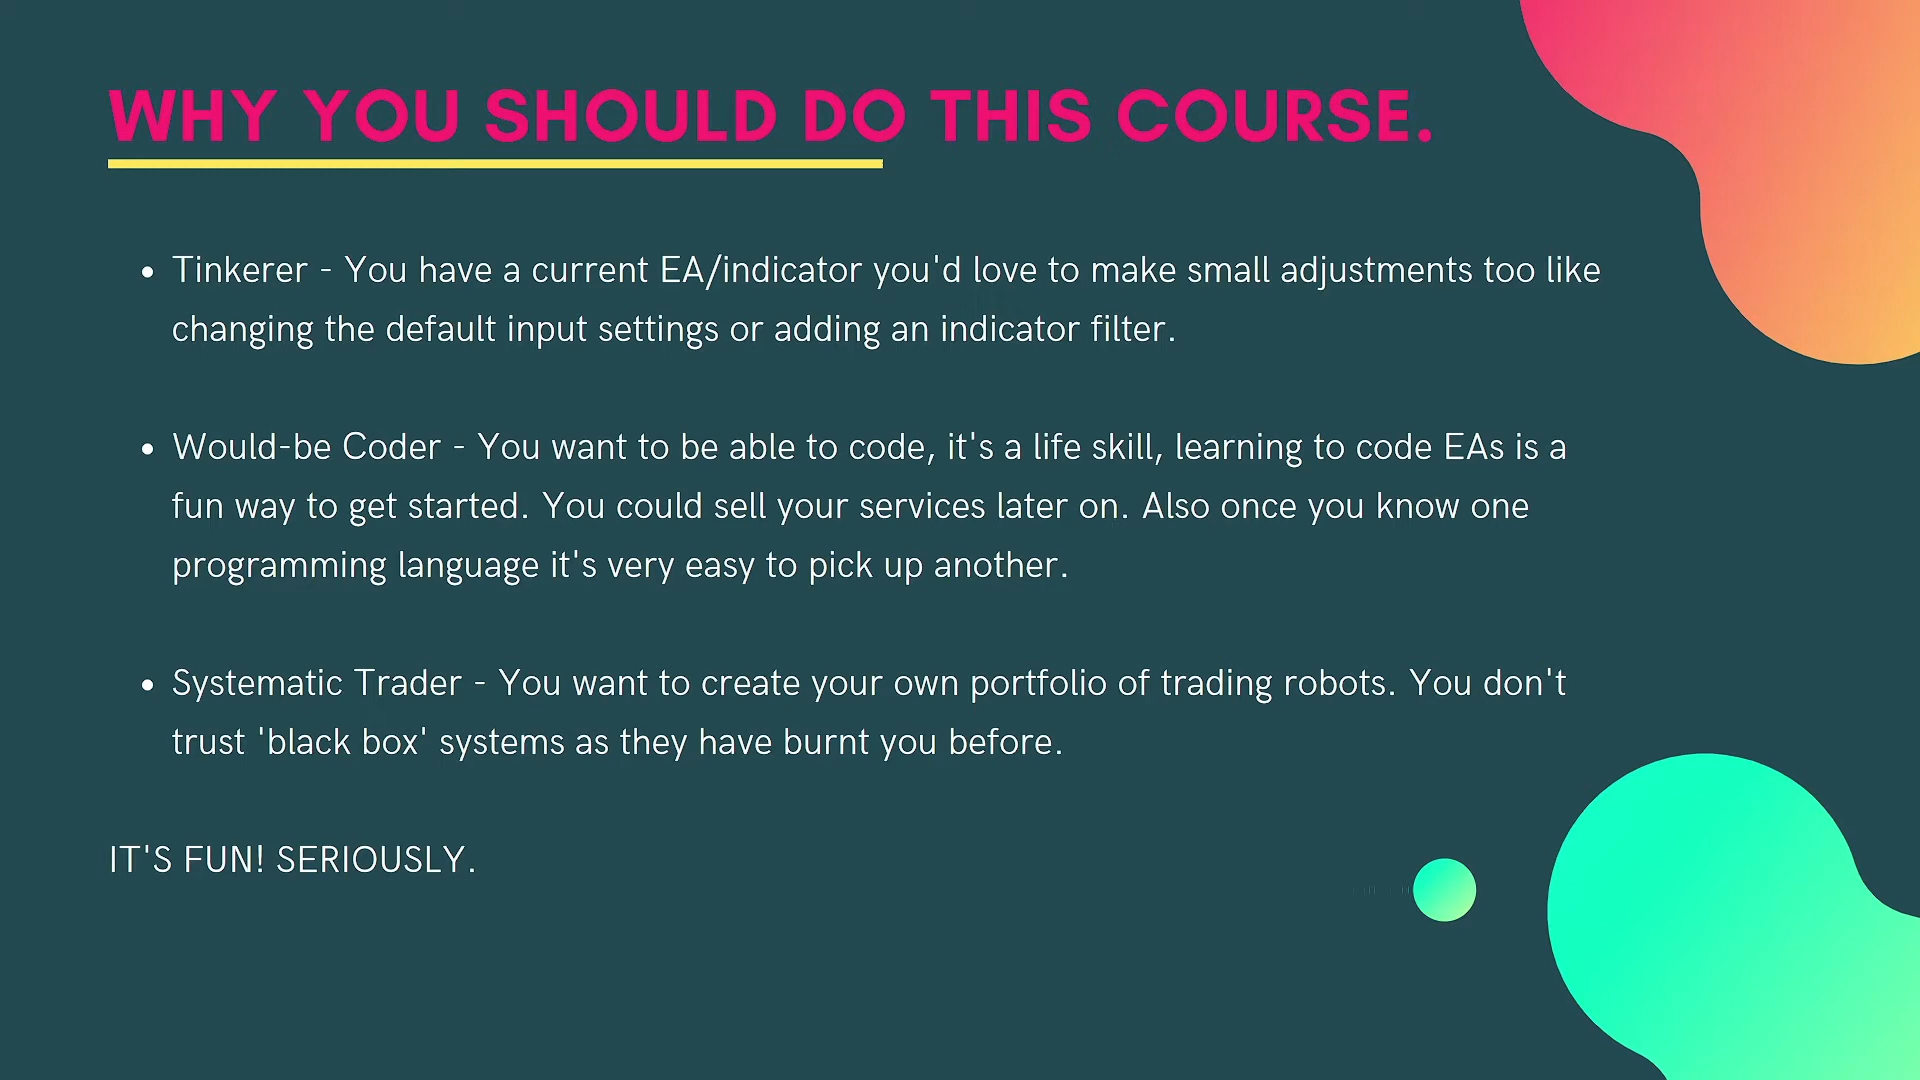 WHY YOU SHOULD DO THIS COURSE.
• Tinkerer - You have a current EA/indicator you'd love to make small adjustments too like
changing the default input settings or adding an indicator filter.
• Would-be Coder - You want to be able to code, it's a life skill, learning to code EAs is a
fun way to get started. You could sell your services later on. Also once you know one
programming language it's very easy to pick up another.
• Systematic Trader - You want to create your own portfolio of trading robots. You don't
trust 'black box' systems as they have burnt you before.
IT'S FUN! SERIOUSLY.